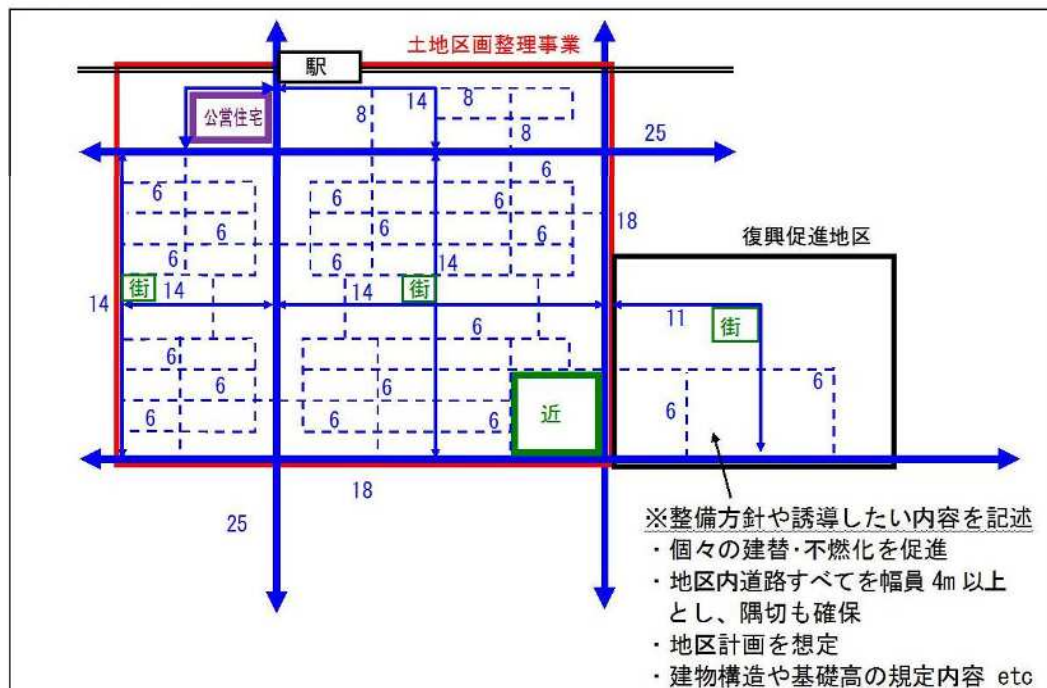 土地区画整理事業
駅
公営住宅
14
8
8
8
25
6
6
6
6
6
6
6
18
6
6
6
14
復興促進地区
街
14
14
14
街
11
街
6
6
6
6
6
6
6
6
6
6
近
18
25
※整備方針や誘導したい内容を記述
・個々の建替・不燃化を促進
・地区内道路すべてを幅員 4m 以上
とし、隅切も確保
・地区計画を想定
・建物構造や基礎高の規定内容 etc